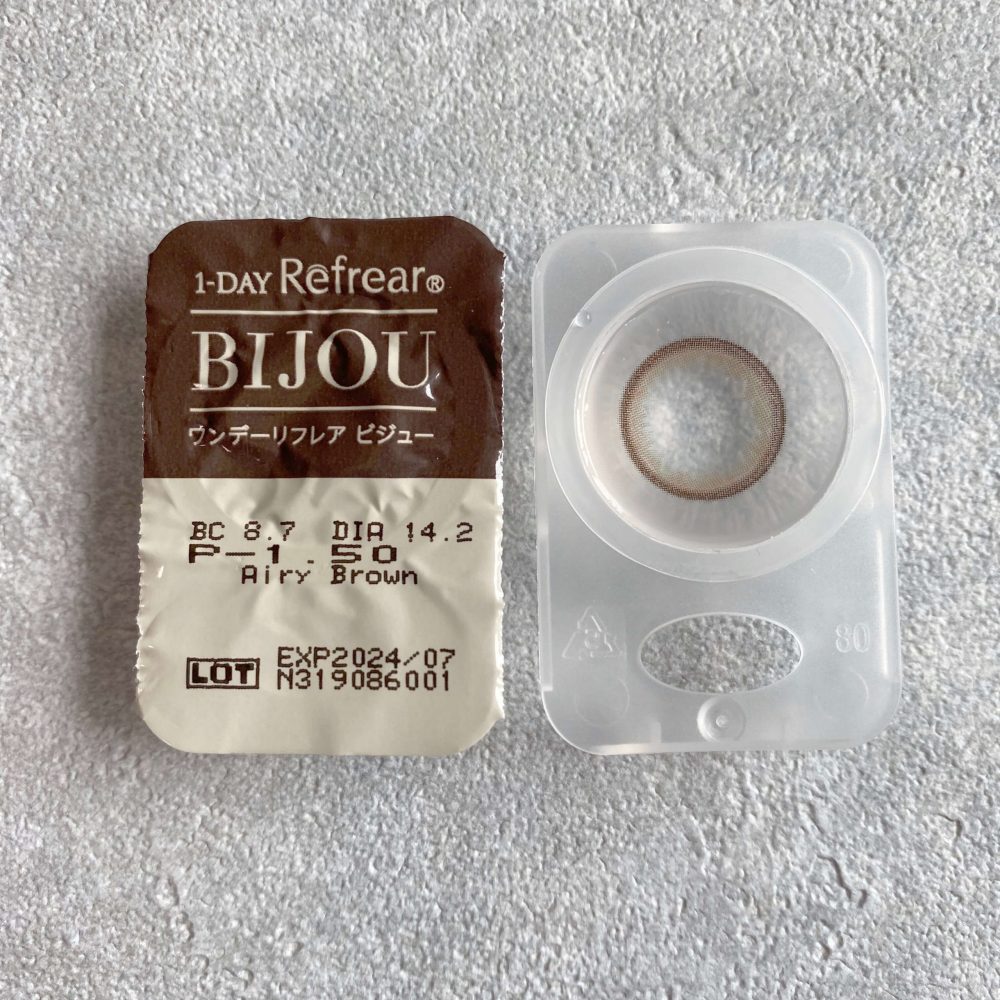 1-DAY Refrear®
BIJOU
ワンデーリフレア ビジュー
BC 8.7 DIA 14.2
P-1.50
Airy Brown
LOT EXP2024/07
N319086001
80